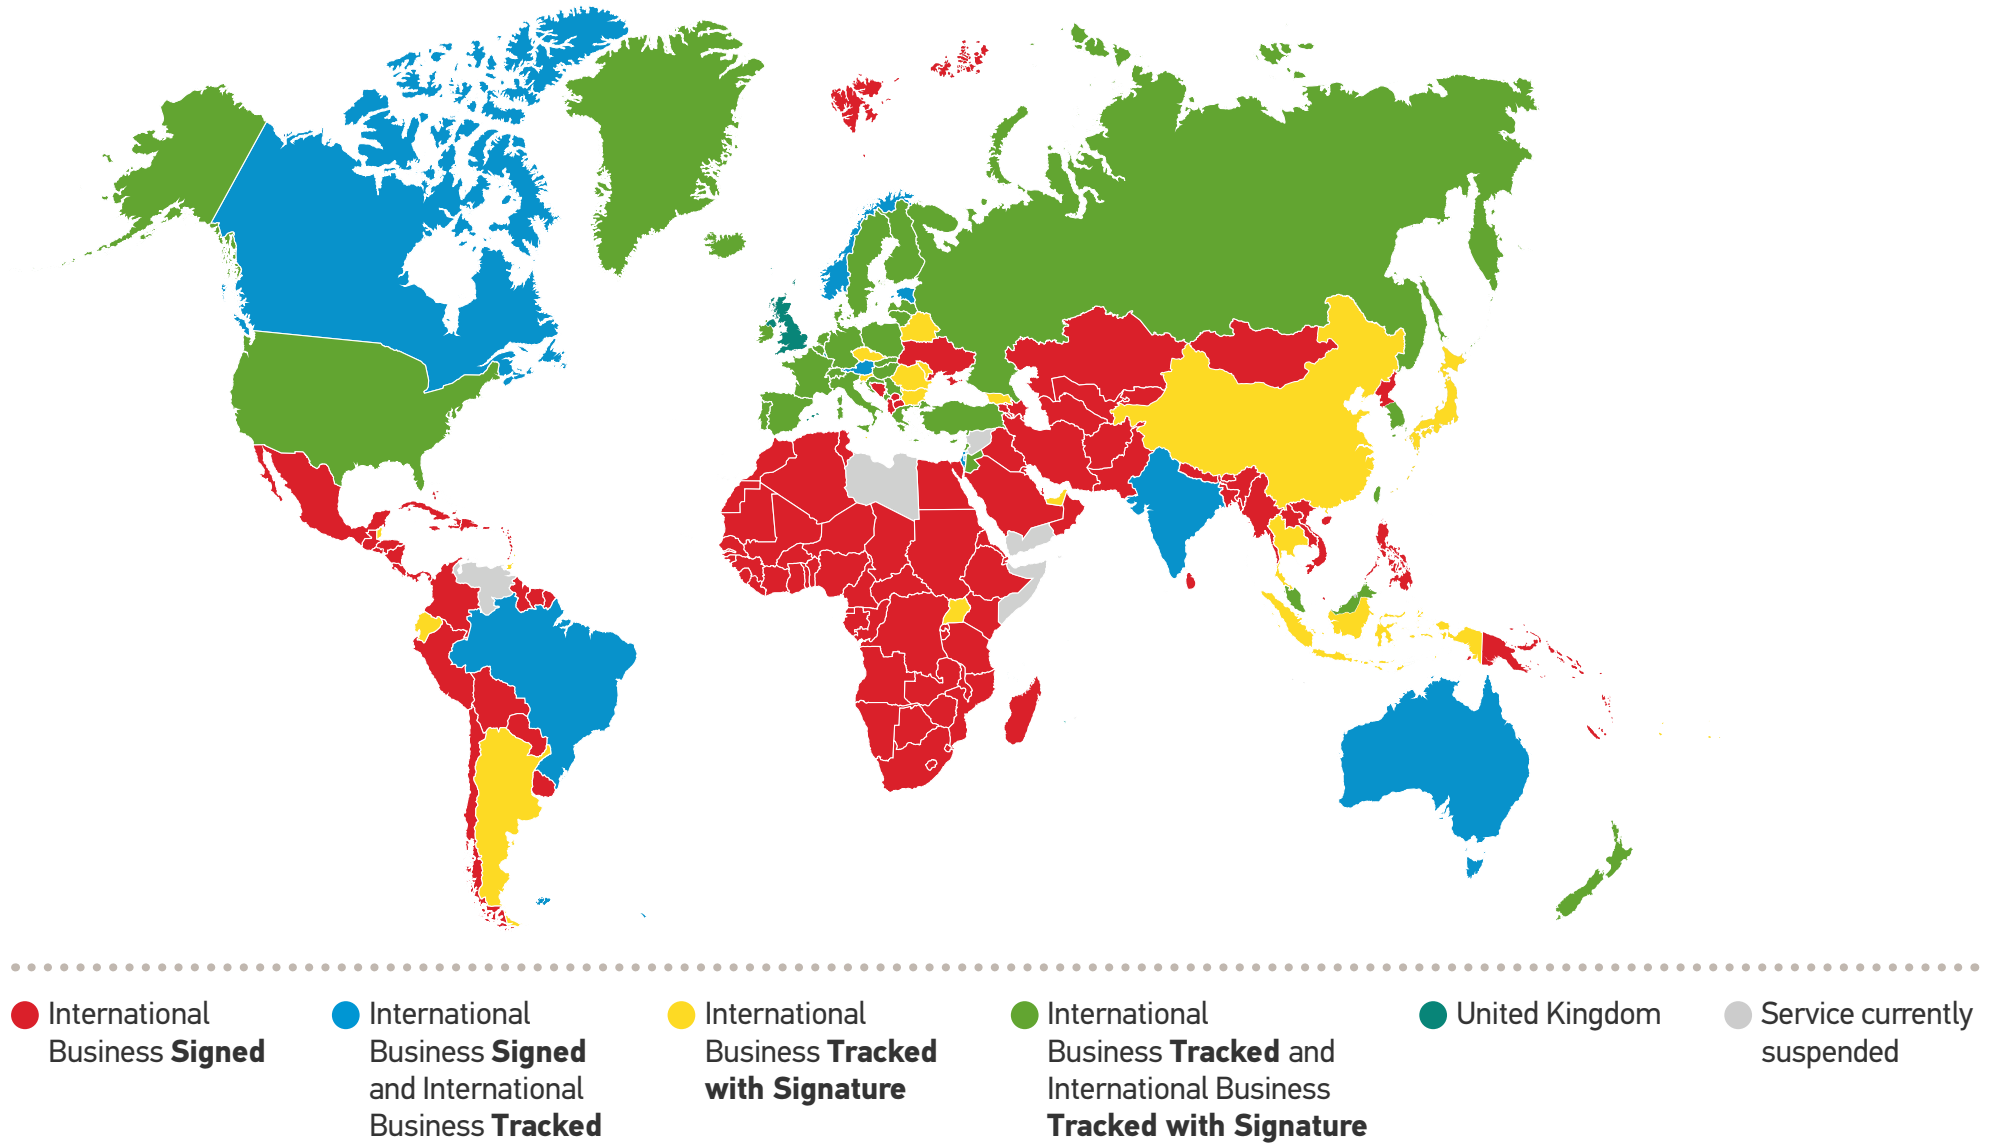 International
Business Signed
International
Business Signed
and International
Business Tracked
International
Business Tracked
with Signature
International
Business Tracked and
International Business
Tracked with Signature
United Kingdom
Service currently
suspended